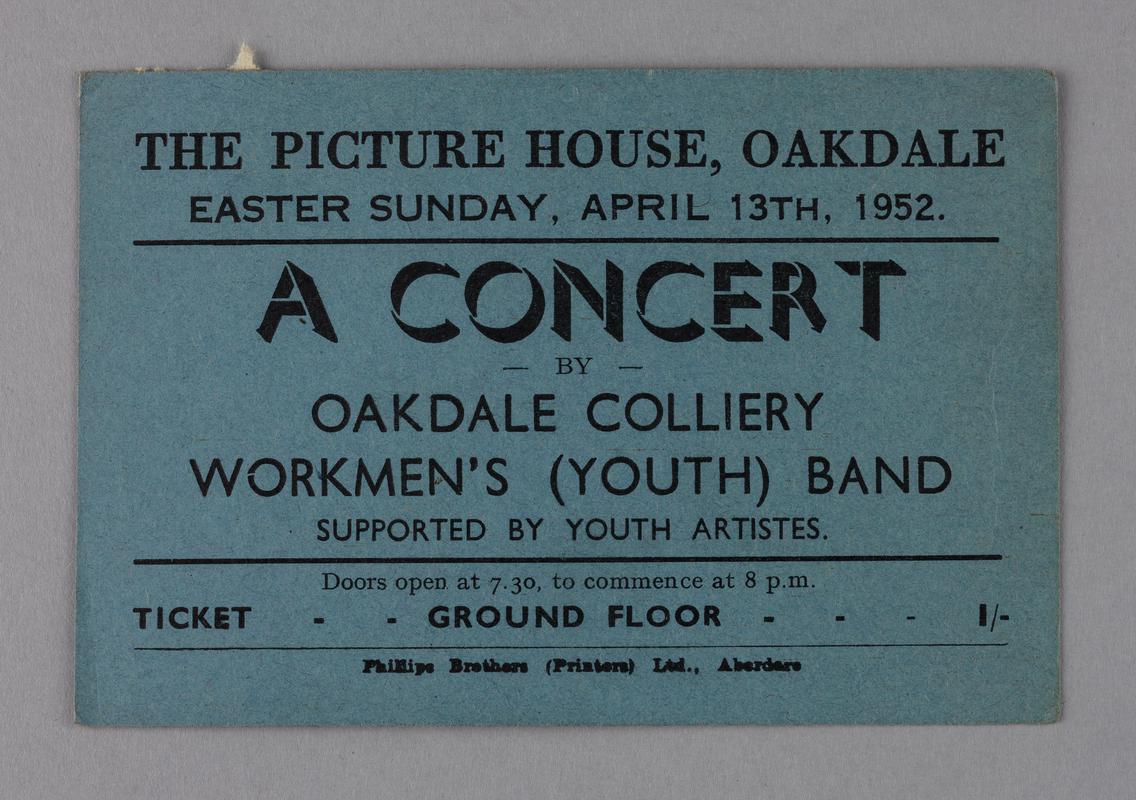 THE PICTURE HOUSE, OAKDALE
EASTER SUNDAY, APRIL 13TH, 1952.
A CONCERT
— BY —
OAKDALE COLLIERY
WORKMEN'S (YOUTH) BAND
SUPPORTED BY YOUTH ARTISTES.
Doors open at 7.30, to commence at 8 p.m.
TICKET - - GROUND FLOOR - - - 1/-
Phillips Brothers (Printers) Ltd., Aberdare